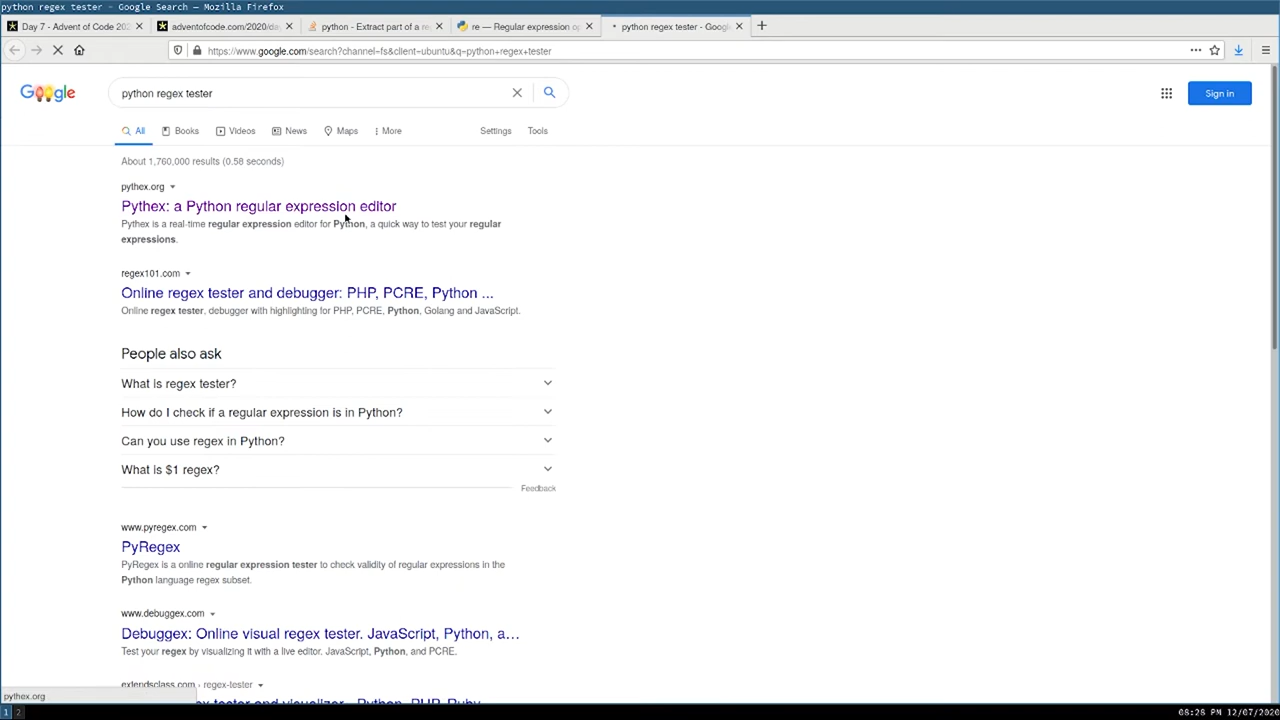 python regex tester - Google Search — Mozilla Firefox
Day 7 - Advent of Code 202
adventofcode.com/2020/da
python - Extract part of a re
re — Regular expression op
python regex tester - Googl
https://www.google.com/search?channel=fs&client=ubuntu&q=python+regex+tester
Google
python regex tester
Sign in
All
Books
Videos
News
Maps
More
Settings
Tools
About 1,760,000 results (0.58 seconds)
pythex.org
Pythex: a Python regular expression editor
Pythex is a real-time regular expression editor for Python, a quick way to test your regular
expressions.
regex101.com
Online regex tester and debugger: PHP, PCRE, Python ...
Online regex tester, debugger with highlighting for PHP, PCRE, Python, Golang and JavaScript.
People also ask
What is regex tester?
How do I check if a regular expression is in Python?
Can you use regex in Python?
What is $1 regex?
Feedback
www.pyregex.com
PyRegex
PyRegex is a online regular expression tester to check validity of regular expressions in the
Python language regex subset.
www.debuggex.com
Debuggex: Online visual regex tester. JavaScript, Python, a...
Test your regex by visualizing it with a live editor. JavaScript, Python, and PCRE.
extendsclass.com › regex-tester
tester and visualizer - Python, PHP, Ruby
pythex.org
1 2
08:28 PM 12/07/2020